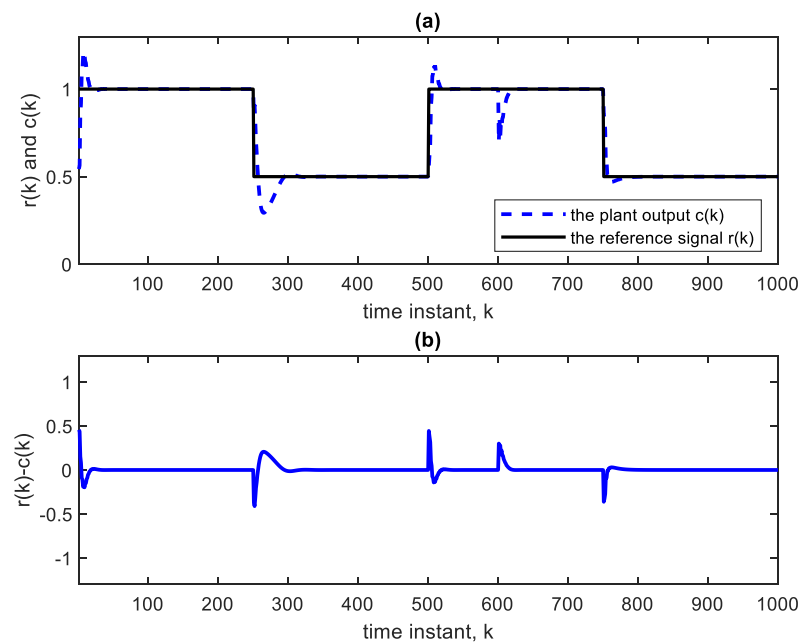 (a)
r(k) and c(k)
1
0.5
0
the plant output c(k)
the reference signal r(k)
100 200 300 400 500 600 700 800 900 1000
time instant, k
(b)
r(k)-c(k)
1
0.5
0
-0.5
-1
100 200 300 400 500 600 700 800 900 1000
time instant, k